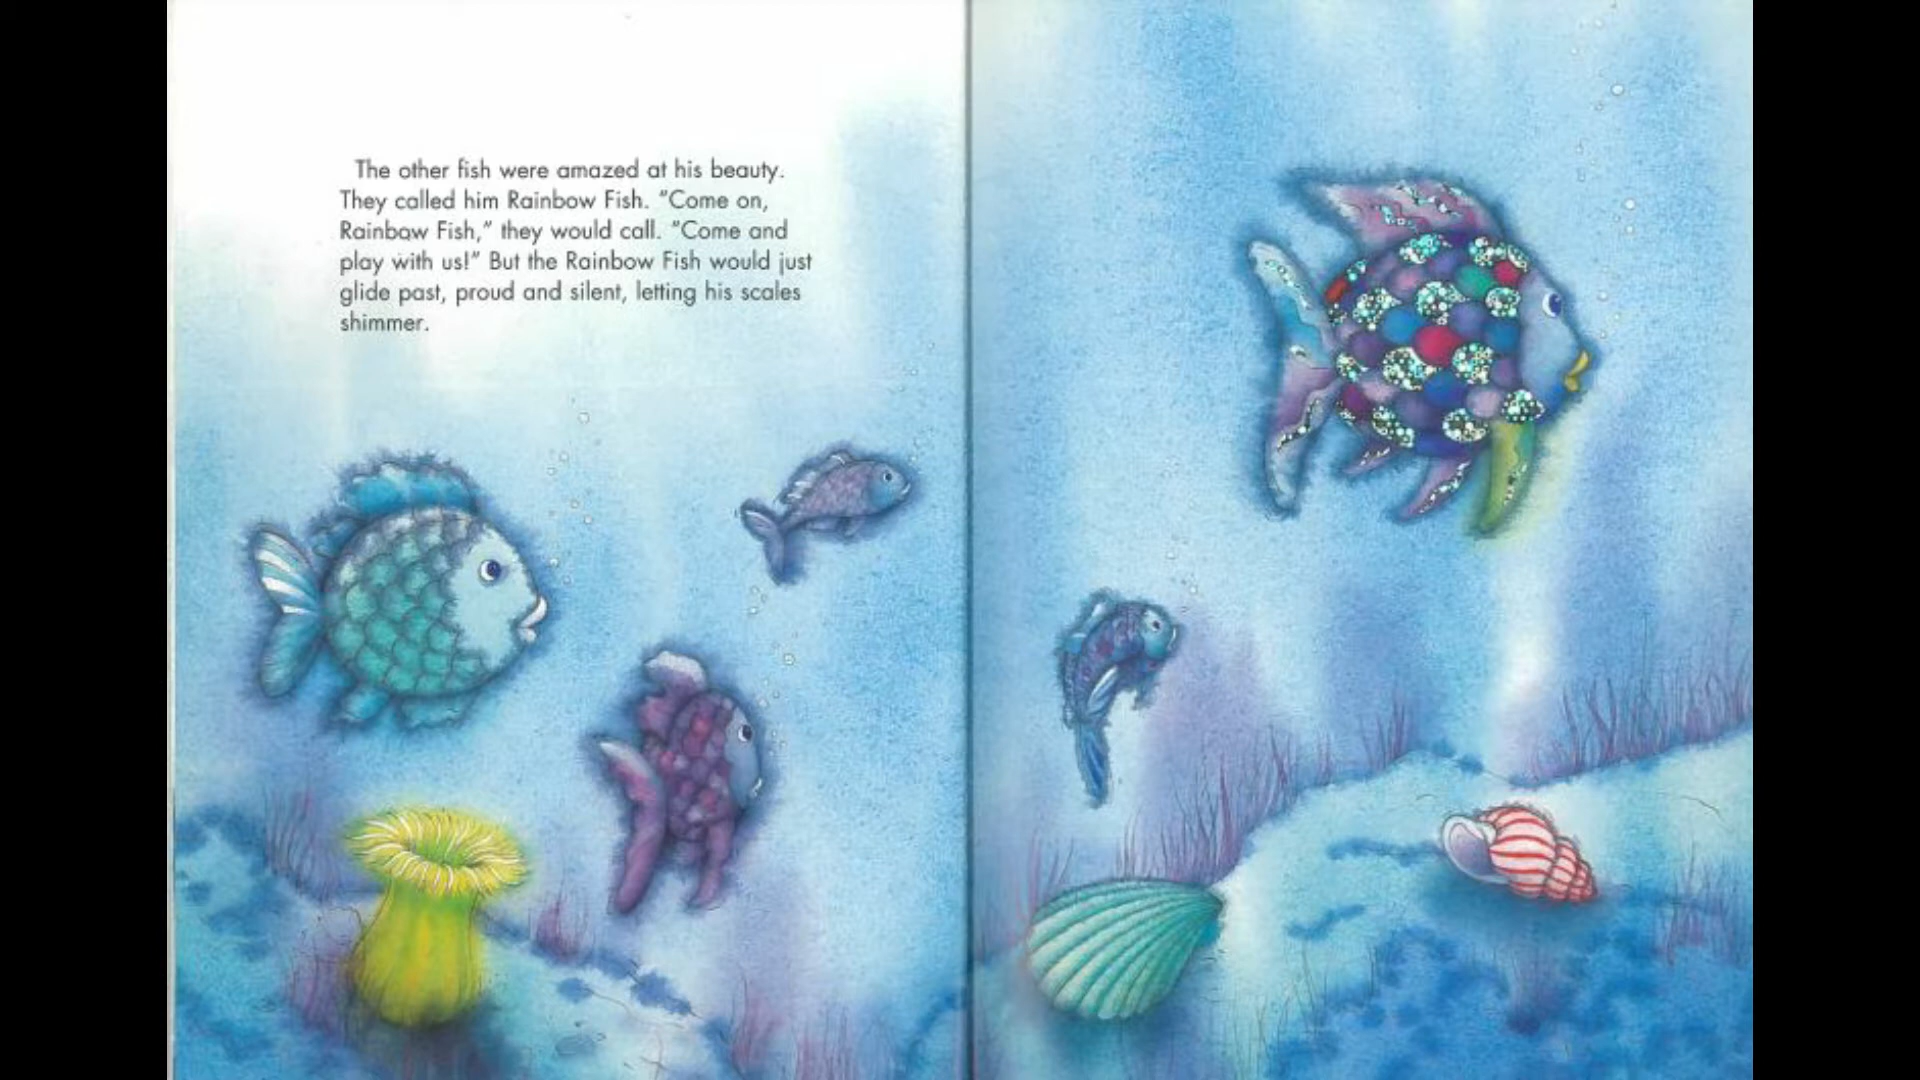 The other fish were amazed at his beauty.
They called him Rainbow Fish. “Come on,
Rainbow Fish,” they would call. “Come and
play with us!” But the Rainbow Fish would just
glide past, proud and silent, letting his scales
shimmer.